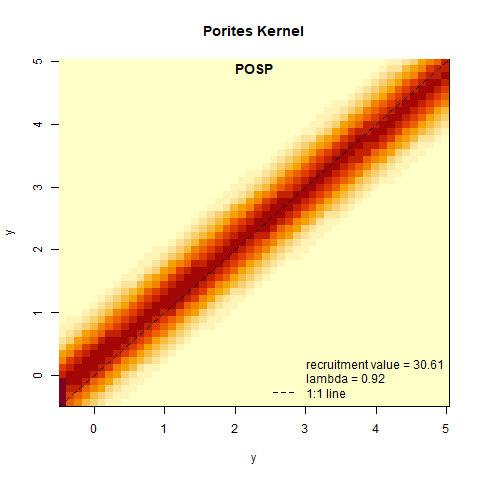 Porites Kernel
POSP
y
5
4
3
2
1
0
recruitment value = 30.61
lambda = 0.92
1:1 line
0 1 2 3 4 5
y